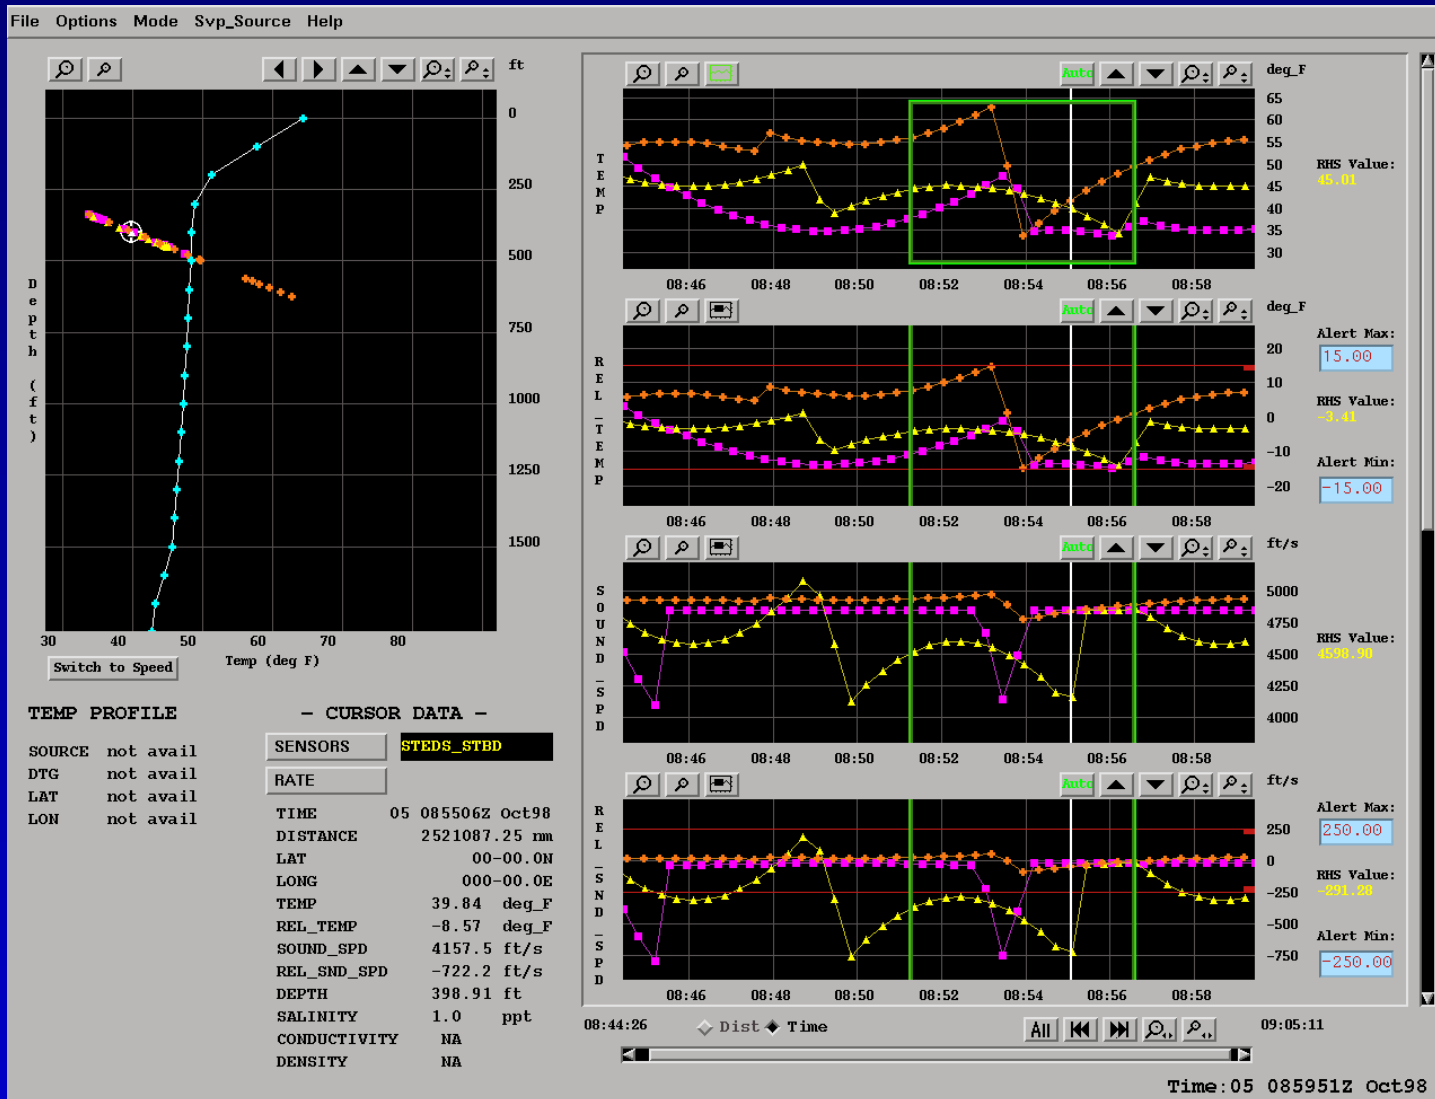 File Options Mode Svp_Source Help
ft
0
250
500
750
1000
1250
1500
Depth (ft)
30 40 50 60 70 80
Temp (deg F)
Switch to Speed
TEMP PROFILE
SOURCE not avail
DTG not avail
LAT not avail
LON not avail
- CURSOR DATA -
SENSORS STEDS_STBD
RATE
TIME 05 085506Z Oct98
DISTANCE 2521087.25 nm
LAT 00-00.0N
LONG 000-00.0E
TEMP 39.84 deg_F
REL_TEMP -8.57 deg_F
SOUND_SPD 4157.5 ft/s
REL_SND_SPD -722.2 ft/s
DEPTH 398.91 ft
SALINITY 1.0 ppt
CONDUCTIVITY NA
DENSITY NA
Auto
deg_F
TEMP
65
60
55
50
45
40
35
30
RHS Value:
45.01
08:46 08:48 08:50 08:52 08:54 08:56 08:58
Auto
deg_F
REL_TEMP
20
10
0
-10
-20
Alert Max:
15.00
RHS Value:
-3.41
Alert Min:
-15.00
08:46 08:48 08:50 08:52 08:54 08:56 08:58
Auto
ft/s
SOUND_SPD
5000
4750
4500
4250
4000
RHS Value:
4598.90
08:46 08:48 08:50 08:52 08:54 08:56 08:58
Auto
ft/s
REL_SND_SPD
250
0
-250
-500
-750
Alert Max:
250.00
RHS Value:
-291.28
Alert Min:
-250.00
08:46 08:48 08:50 08:52 08:54 08:56 08:58
08:44:26 Dist Time All 09:05:11
Time:05 085951Z Oct98